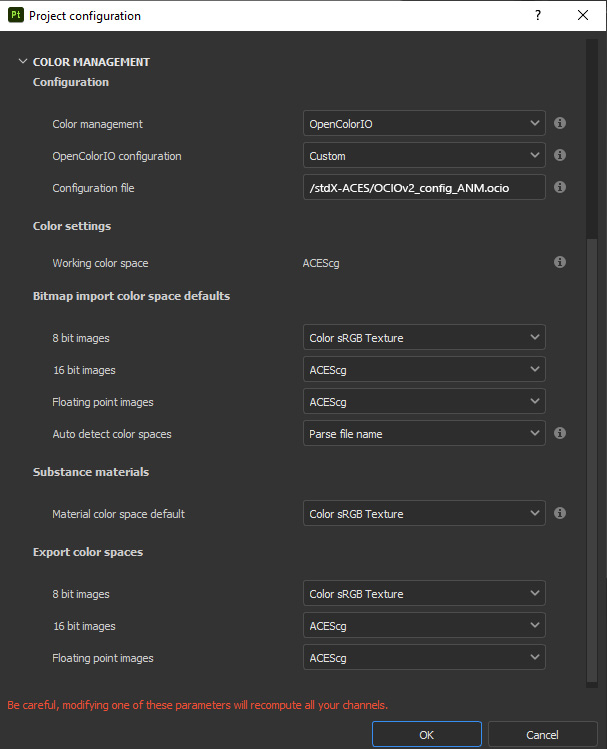 Pt Project configuration ?
COLOR MANAGEMENT
Configuration
Color management OpenColorIO
OpenColorIO configuration Custom
Configuration file /stdX-ACES/OCIOv2_config_ANM.ocio
Color settings
Working color space ACEScg
Bitmap import color space defaults
8 bit images Color sRGB Texture
16 bit images ACEScg
Floating point images ACEScg
Auto detect color spaces Parse file name
Substance materials
Material color space default Color sRGB Texture
Export color spaces
8 bit images Color sRGB Texture
16 bit images ACEScg
Floating point images ACEScg
Be careful, modifying one of these parameters will recompute all your channels.
OK Cancel